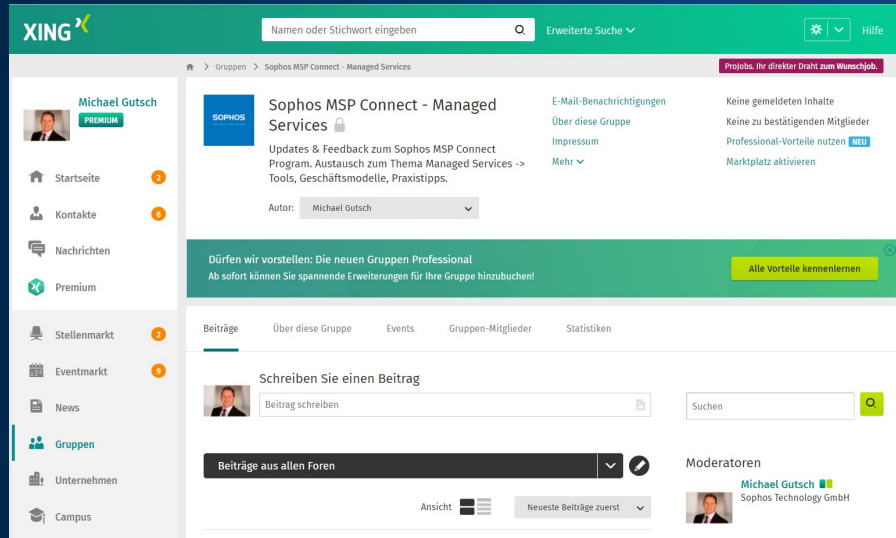 XING
Namen oder Stichwort eingeben
Erweiterte Suche
Hilfe
Gruppen > Sophos MSP Connect - Managed Services
ProJobs. Ihr direkter Draht zum Wunschjob.
Michael Gutsch
PREMIUM
Startseite 2
Kontakte 6
Nachrichten
Premium
Stellenmarkt 2
Eventmarkt 9
News
Gruppen
Unternehmen
Campus
SOPHOS
Sophos MSP Connect - Managed
Services
Updates & Feedback zum Sophos MSP Connect
Program. Austausch zum Thema Managed Services ->
Tools, Geschäftsmodelle, Praxistipps.
Autor: Michael Gutsch
E-Mail-Benachrichtigungen
Über diese Gruppe
Impressum
Mehr
Keine gemeldeten Inhalte
Keine zu bestätigenden Mitglieder
Professional-Vorteile nutzen NEU
Marktplatz aktivieren
Dürfen wir vorstellen: Die neuen Gruppen Professional
Ab sofort können Sie spannende Erweiterungen für Ihre Gruppe hinzubuchen!
Alle Vorteile kennenlernen
Beiträge Über diese Gruppe Events Gruppen-Mitglieder Statistiken
Schreiben Sie einen Beitrag
Beitrag schreiben
Suchen
Beiträge aus allen Foren
Ansicht
Neueste Beiträge zuerst
Moderatoren
Michael Gutsch
Sophos Technology GmbH